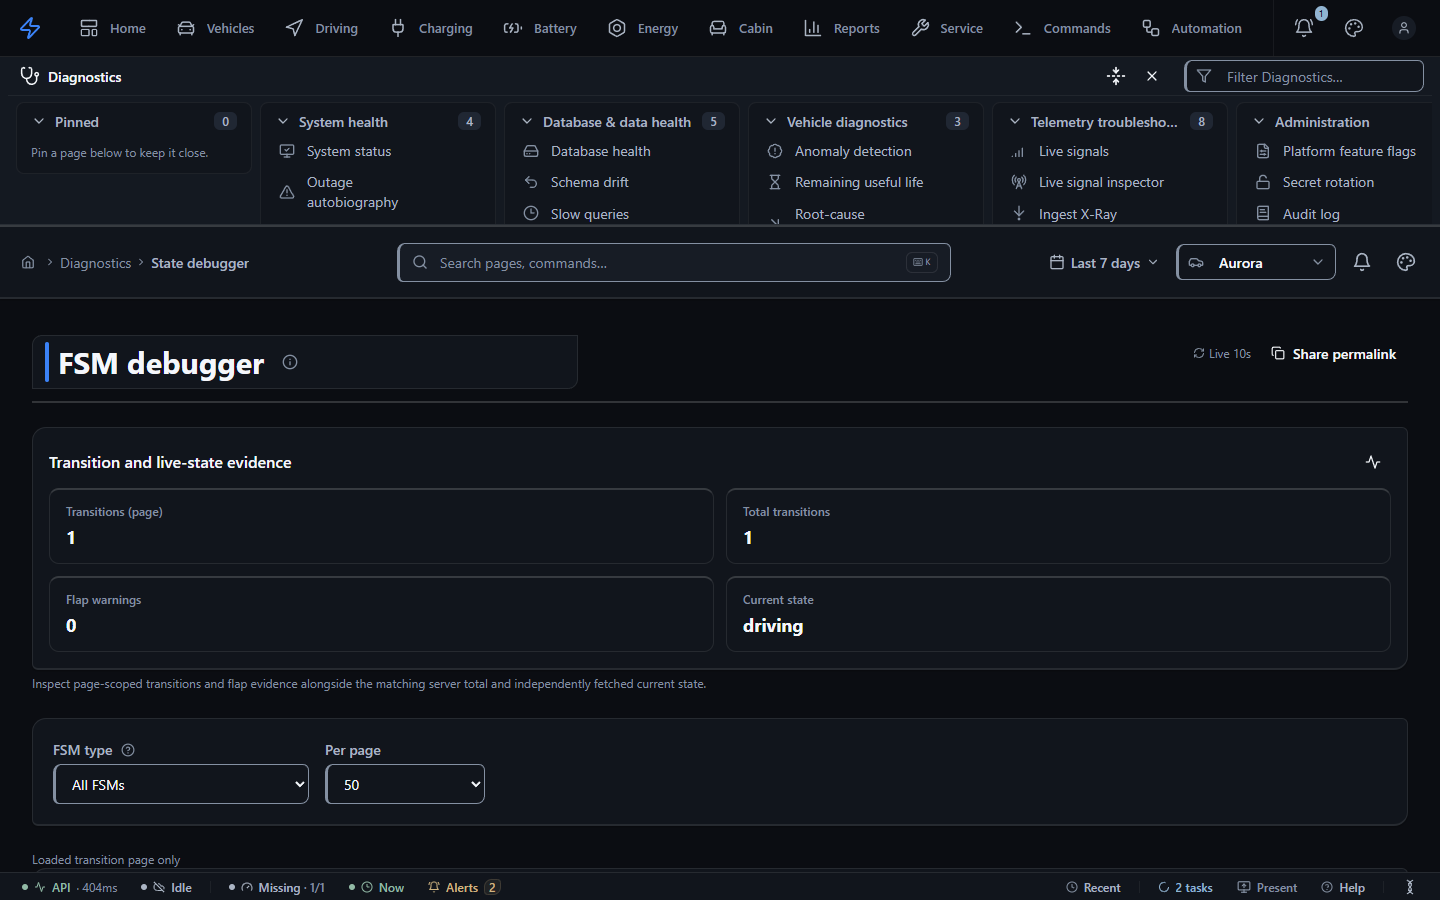 Home Vehicles Driving Charging Battery Energy Cabin Reports Service Commands Automation 1
Diagnostics Filter Diagnostics...
Pinned 0
Pin a page below to keep it close.
System health 4
System status
Outage
autobiography
Database & data health 5
Database health
Schema drift
Slow queries
Vehicle diagnostics 3
Anomaly detection
Remaining useful life
Root-cause
Telemetry troublesho... 8
Live signals
Live signal inspector
Ingest X-Ray
Administration
Platform feature flags
Secret rotation
Audit log
Diagnostics State debugger Search pages, commands... K Last 7 days Aurora
FSM debugger Live 10s Share permalink
Transition and live-state evidence
Transitions (page)
1
Total transitions
1
Flap warnings
0
Current state
driving
Inspect page-scoped transitions and flap evidence alongside the matching server total and independently fetched current state.
FSM type Per page
All FSMs 50
Loaded transition page only
API · 404ms Idle Missing · 1/1 Now Alerts 2 Recent 2 tasks Present Help